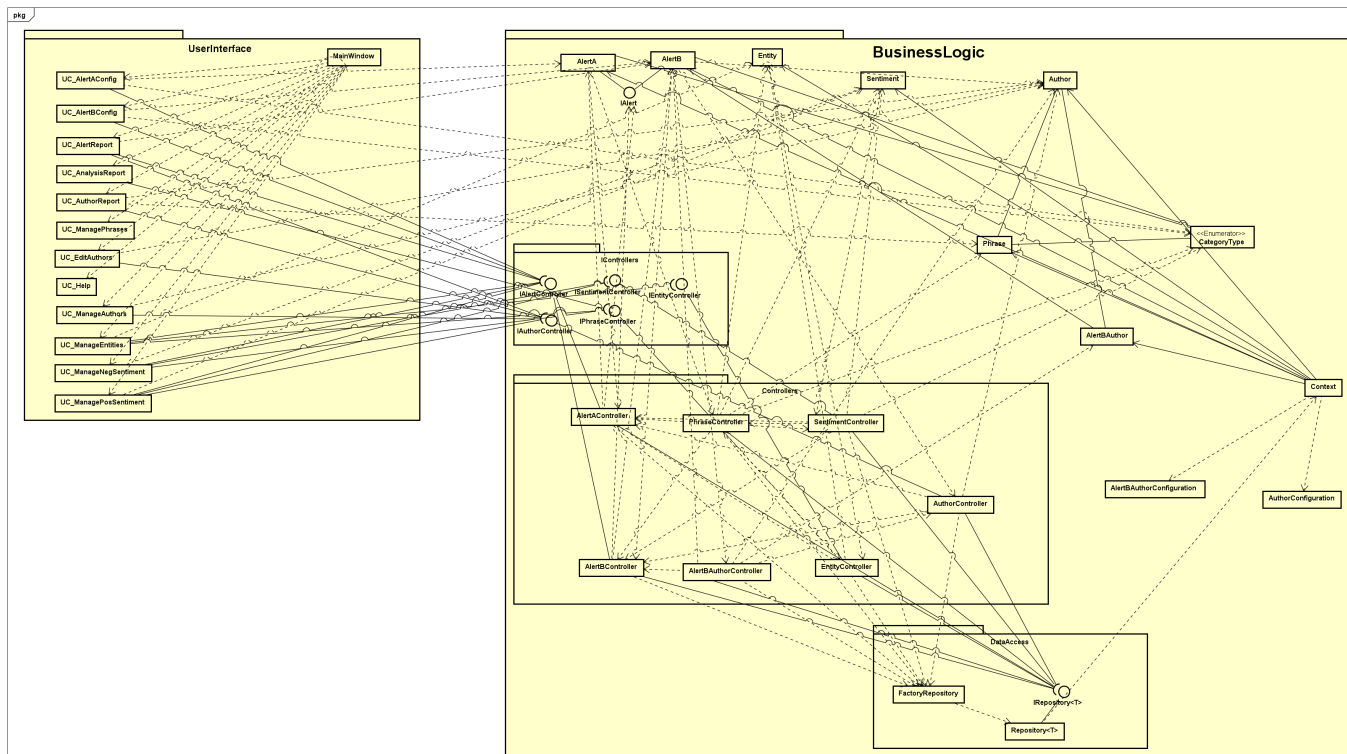 pkg
UserInterface
MainWindow
UC_AlertAConfig
UC_AlertBConfig
UC_AlertReport
UC_AnalysisReport
UC_AuthorReport
UC_ManagePhrases
UC_EditAuthors
UC_Help
UC_ManageAuthors
UC_ManageEntities
UC_ManageNegSentiment
UC_ManagePosSentiment
BusinessLogic
AlertA
AlertB
Entity
Sentiment
Author
IAlert
Phrase
<<Enumerator>>
CategoryType
IControllers
IAlertController
ISentimentController
IEntityController
IAuthorController
IPhraseController
AlertBAuthor
Context
Controllers
AlertAController
PhraseController
SentimentController
AuthorController
AlertBController
AlertBAuthorController
EntityController
AlertBAuthorConfiguration
AuthorConfiguration
DataAccess
FactoryRepository
IRepository<T>
Repository<T>